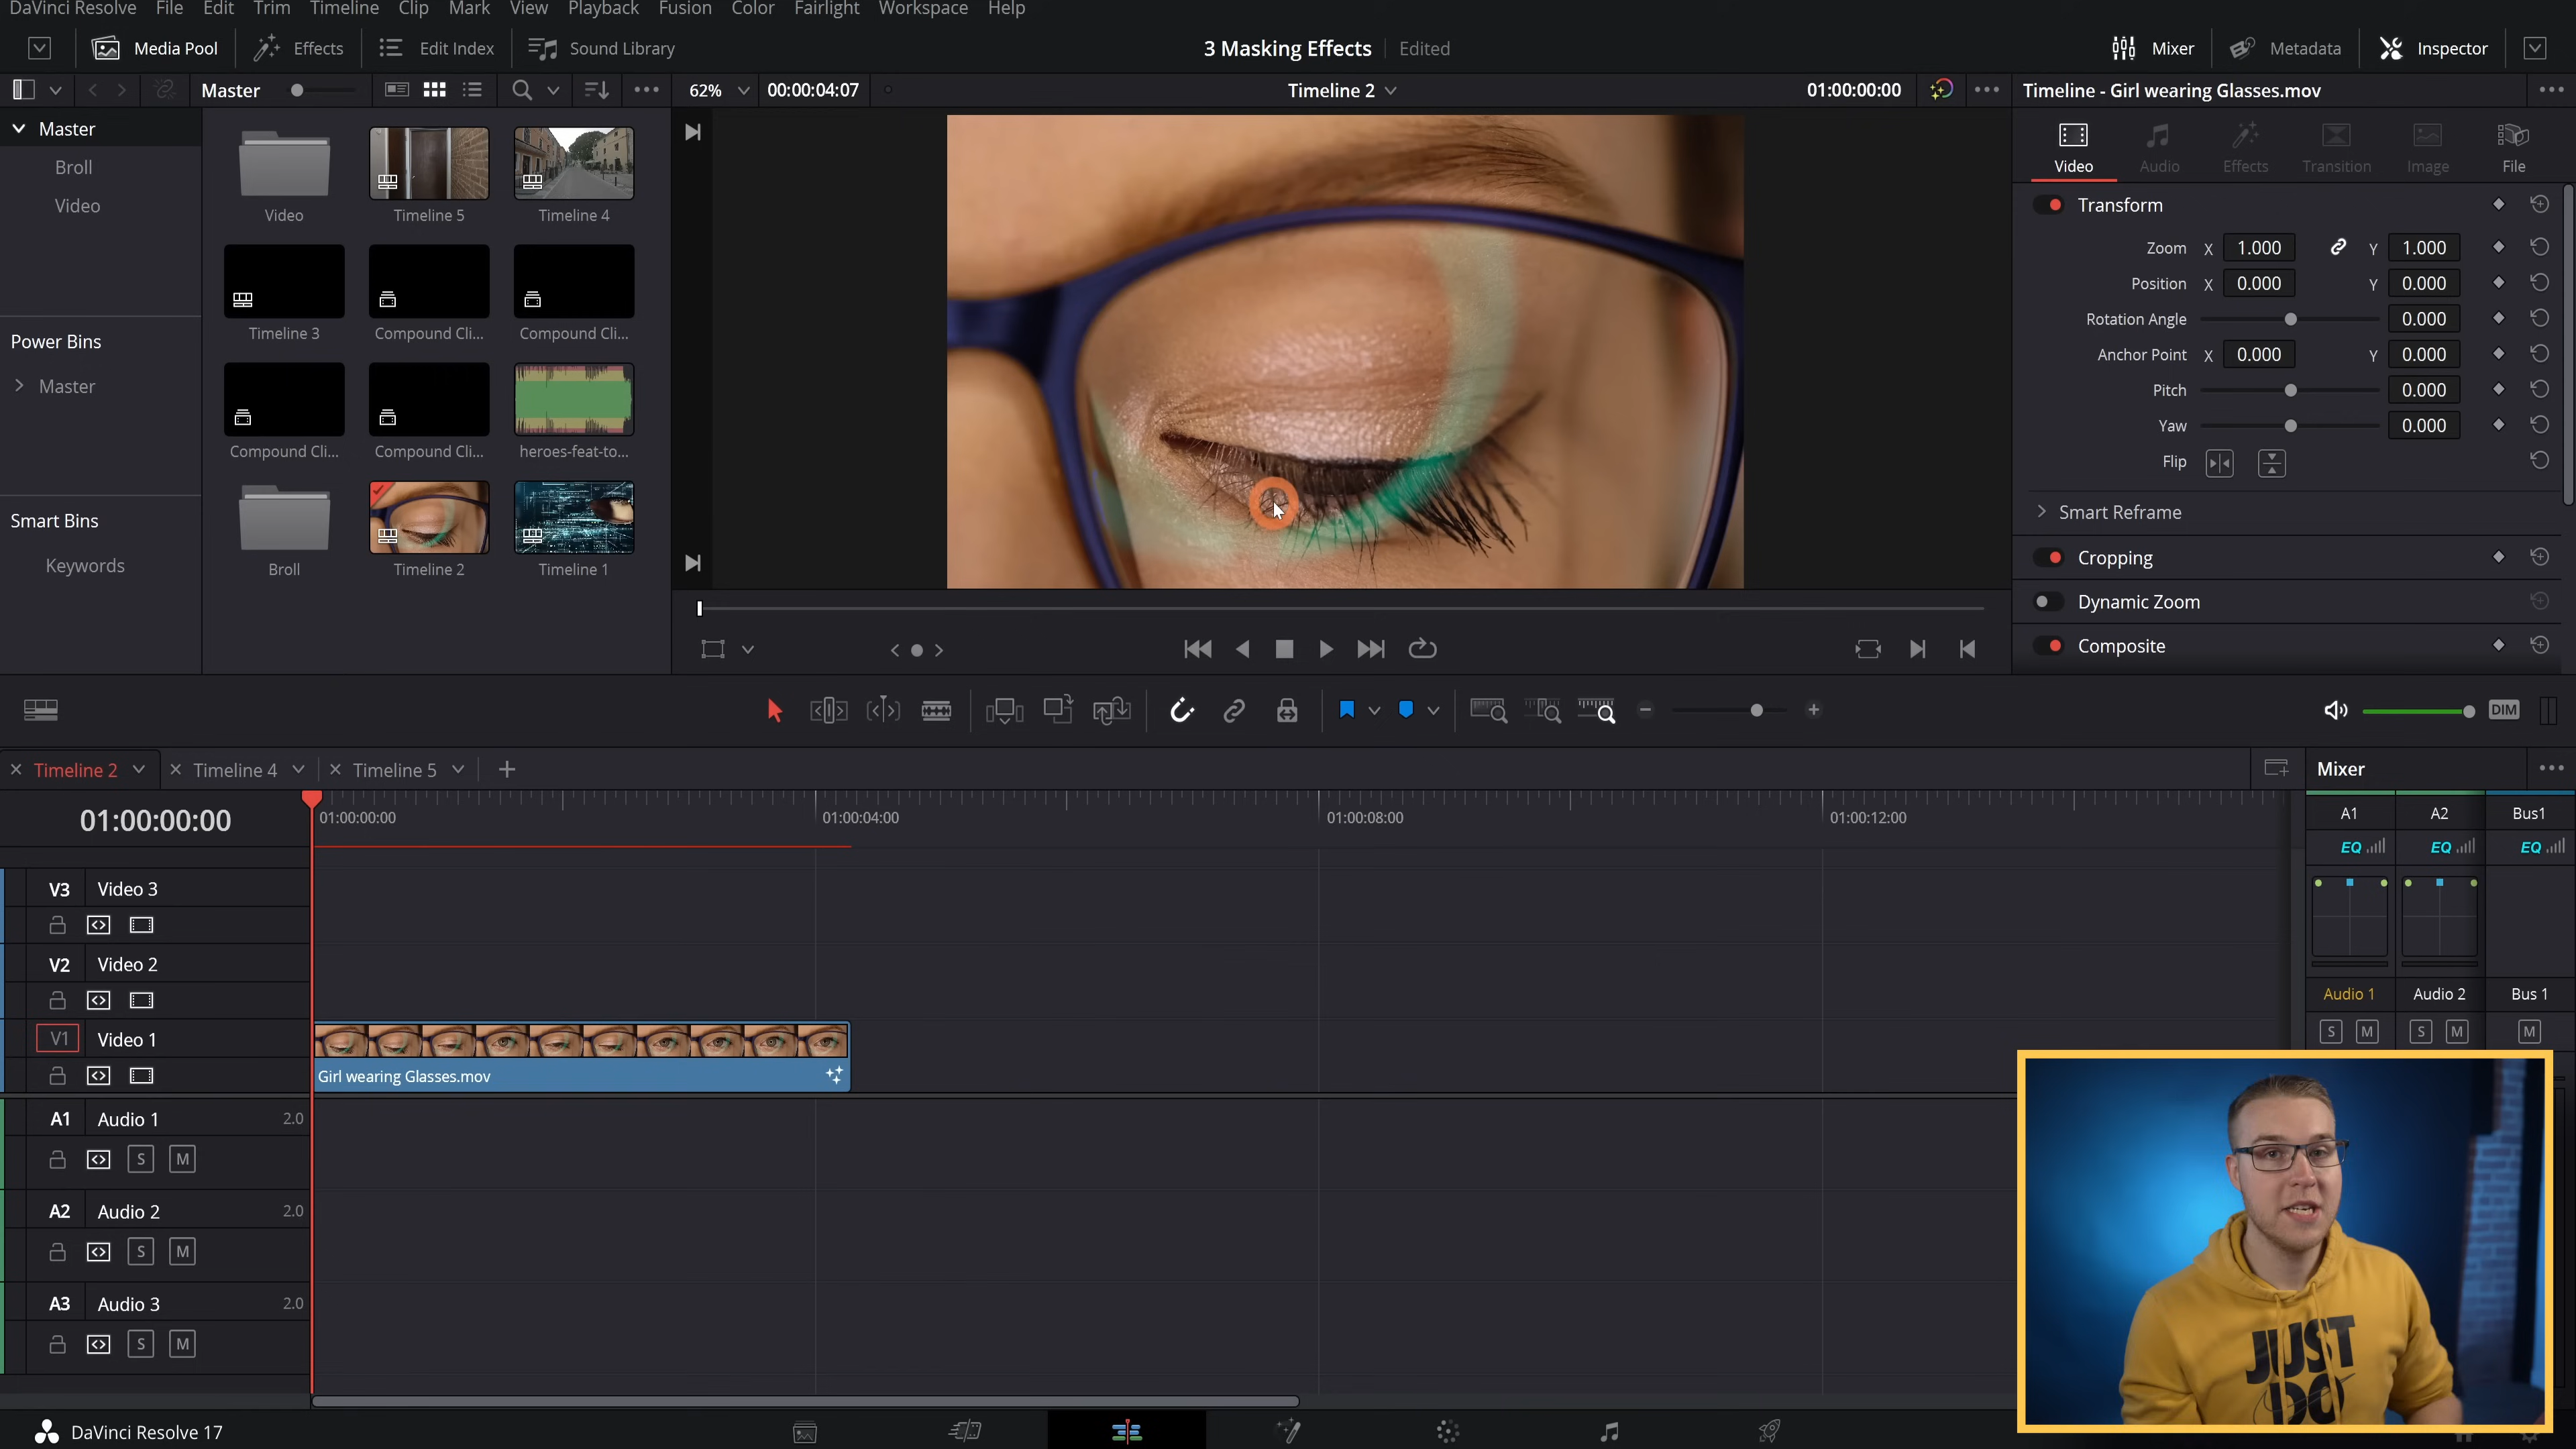 DaVinci Resolve File Edit Trim Timeline Clip Mark View Playback Fusion Color Fairlight Workspace Help
Media Pool Effects Edit Index Sound Library 3 Masking Effects Edited Mixer Metadata Inspector
Master 62% 00:00:04:07 Timeline 2 01:00:00:00 Timeline - Girl wearing Glasses.mov
Master
Broll
Video
Power Bins
Master
Smart Bins
Keywords
Video Timeline 5 Timeline 4
Timeline 3 Compound Cli... Compound Cli...
Compound Cli... Compound Cli... heroes-feat-to...
Broll Timeline 2 Timeline 1
Video Audio Effects Transition Image File
Transform
Zoom X 1.000 Y 1.000
Position X 0.000 Y 0.000
Rotation Angle 0.000
Anchor Point X 0.000 Y 0.000
Pitch 0.000
Yaw 0.000
Flip
Smart Reframe
Cropping
Dynamic Zoom
Composite
DIM
Timeline 2 Timeline 4 Timeline 5 Mixer
01:00:00:00 01:00:00:00 01:00:04:00 01:00:08:00 01:00:12:00
A1 A2 Bus1
EQ EQ EQ
Audio 1 Audio 2 Bus 1
S M S M M
V3 Video 3
V2 Video 2
V1 Video 1
Girl wearing Glasses.mov
A1 Audio 1 2.0
S M
A2 Audio 2 2.0
S M
A3 Audio 3 2.0
S M
JUST
DO
DaVinci Resolve 17